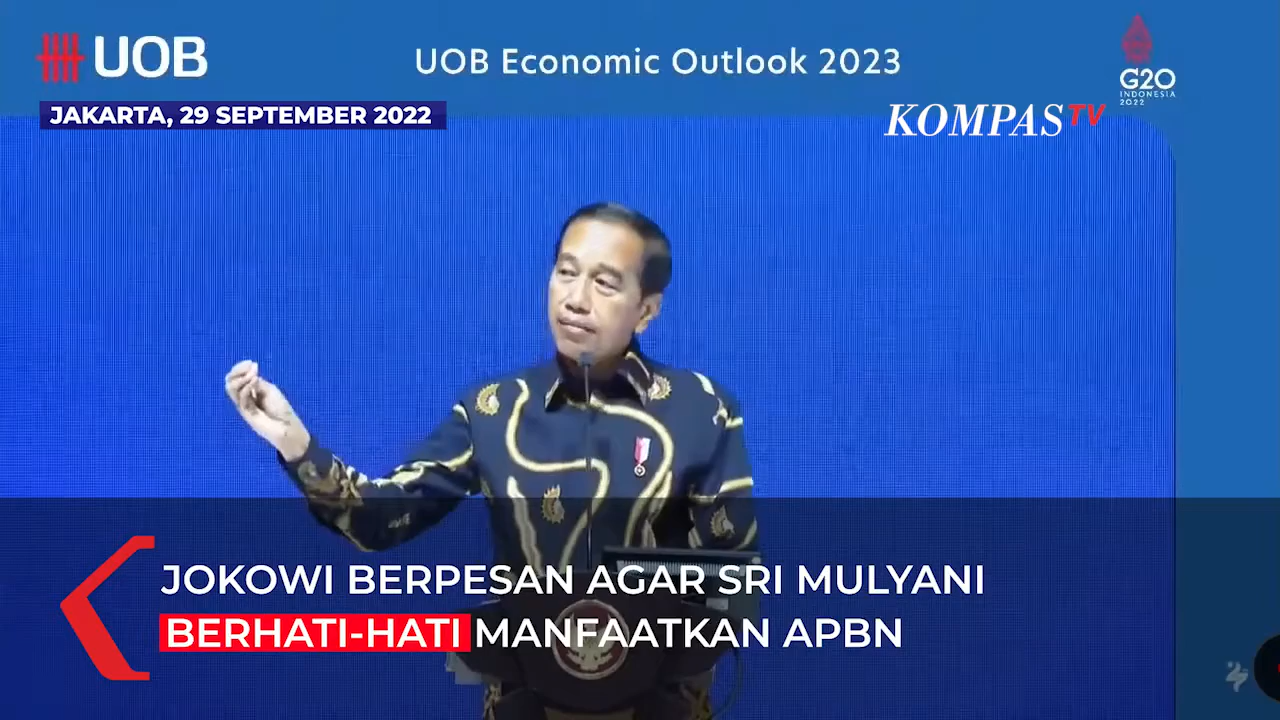 UOB
UOB Economic Outlook 2023
G20
INDONESIA
2022
JAKARTA, 29 SEPTEMBER 2022
KOMPAS TV
JOKOWI BERPESAN AGAR SRI MULYANI
BERHATI-HATI MANFAATKAN APBN